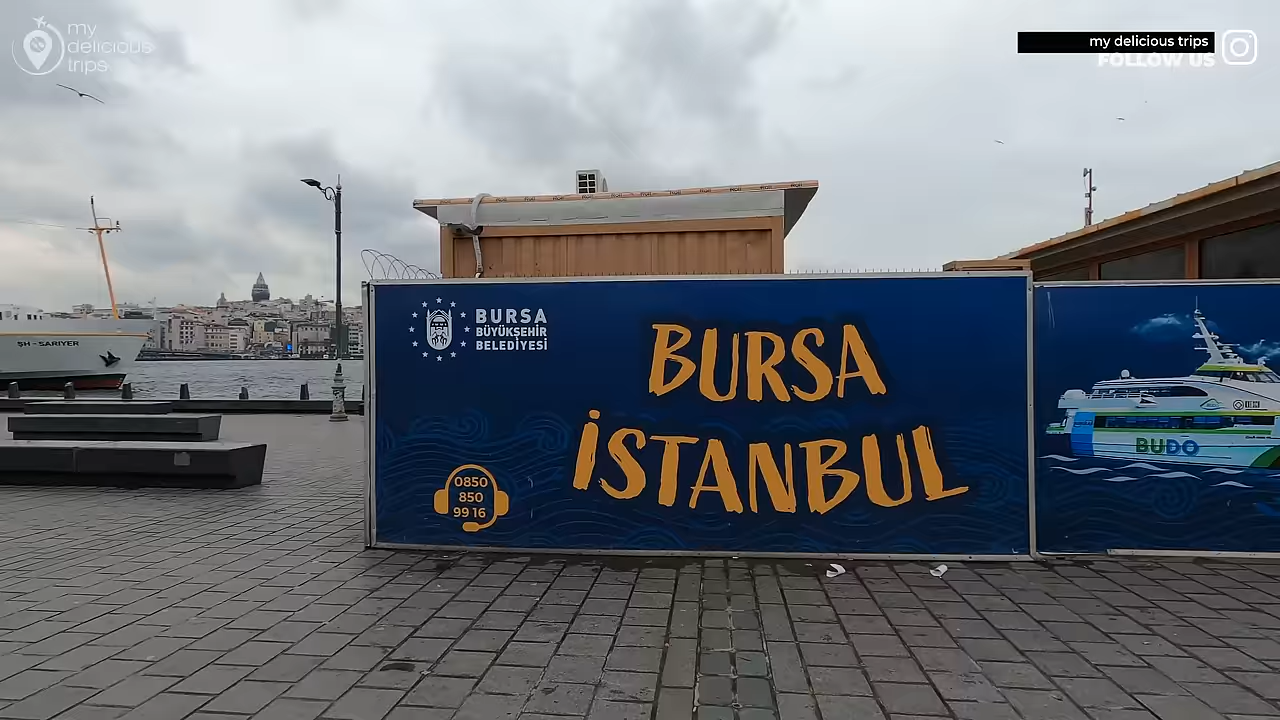 my
delicious
trips
my delicious trips
FOLLOW US
ŞH - SARIYER
BURSA
BÜYÜKŞEHİR
BELEDİYESİ
BURSA
İSTANBUL
0850
850
99 16
BUDO